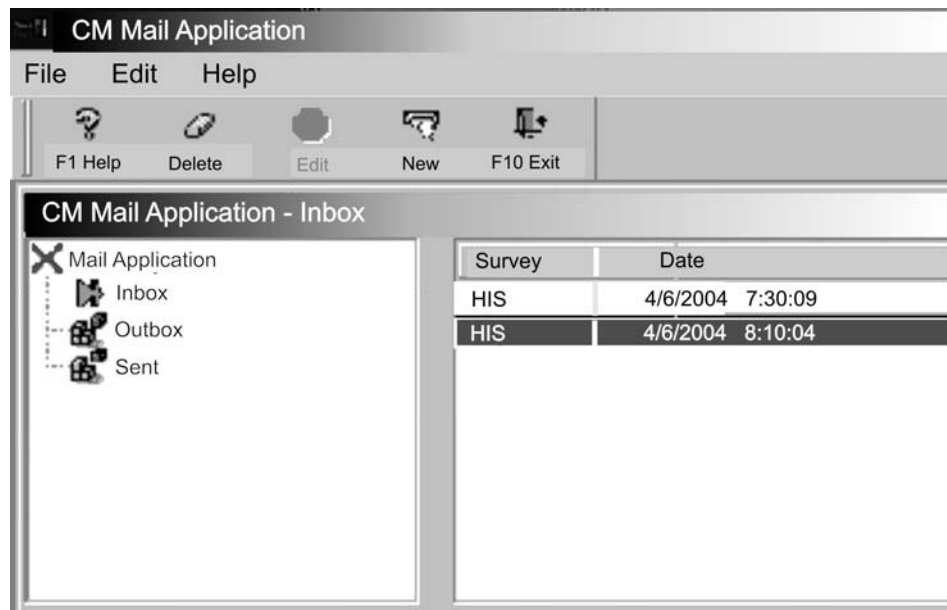 CM Mail Application
File Edit Help
F1 Help Delete Edit New F10 Exit
CM Mail Application - Inbox
Mail Application
Inbox
Outbox
Sent
Survey Date
HIS 4/6/2004 7:30:09
HIS 4/6/2004 8:10:04